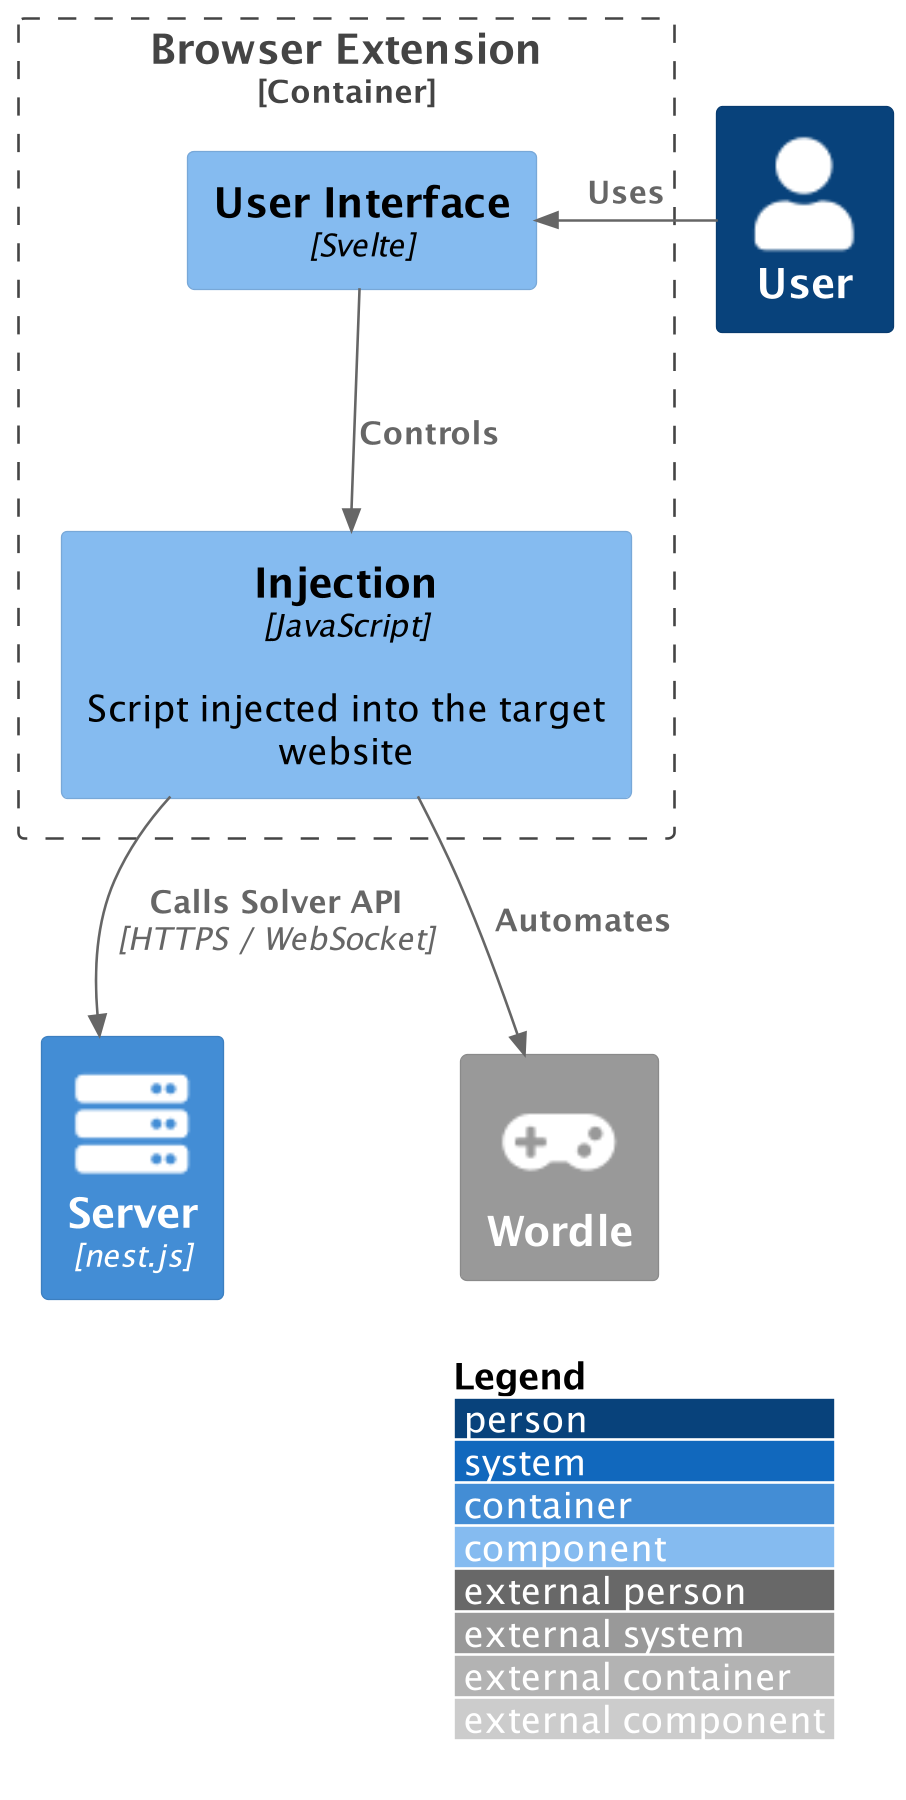 Browser Extension
[Container]
User Interface
[Svelte]
Uses
User
Controls
Injection
[JavaScript]
Script injected into the target
website
Calls Solver API
[HTTPS / WebSocket]
Automates
Server
[nest.js]
Wordle
Legend
person
system
container
component
external person
external system
external container
external component